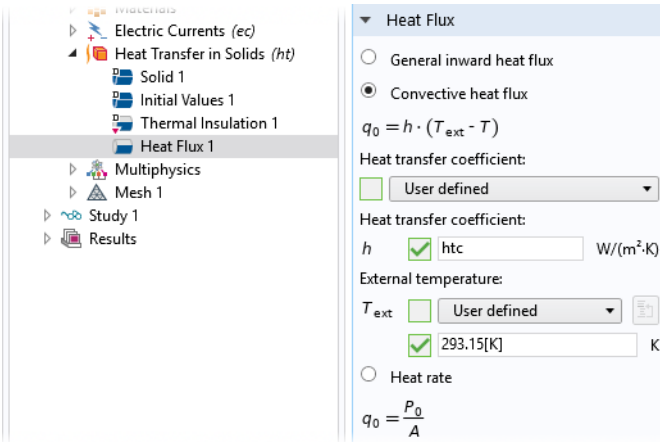 Materials
Electric Currents (ec)
Heat Transfer in Solids (ht)
Solid 1
Initial Values 1
Thermal Insulation 1
Heat Flux 1
Multiphysics
Mesh 1
Study 1
Results
Heat Flux
General inward heat flux
Convective heat flux
q₀ = h · (Text - T)
Heat transfer coefficient:
User defined
Heat transfer coefficient:
h htc W/(m²·K)
External temperature:
Text User defined
293.15[K] K
Heat rate
q₀ = P₀
A